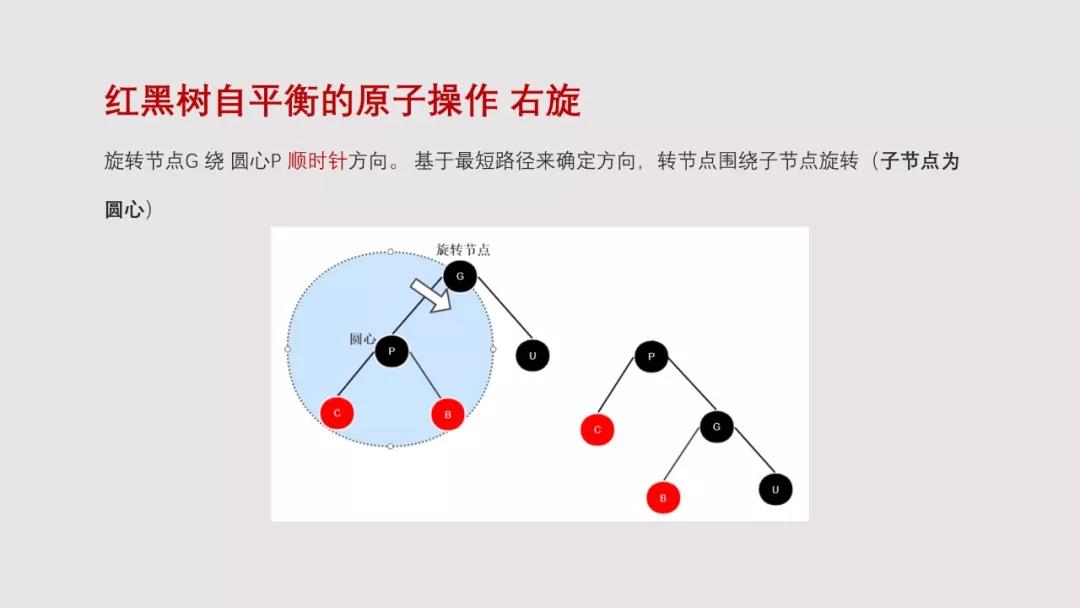 红黑树自平衡的原子操作 右旋
旋转节点G 绕 圆心P 顺时针方向。 基于最短路径来确定方向，转节点围绕子节点旋转（子节点为
圆心）
旋转节点
G
圆心
P
U
P
C
B
C
G
B
U